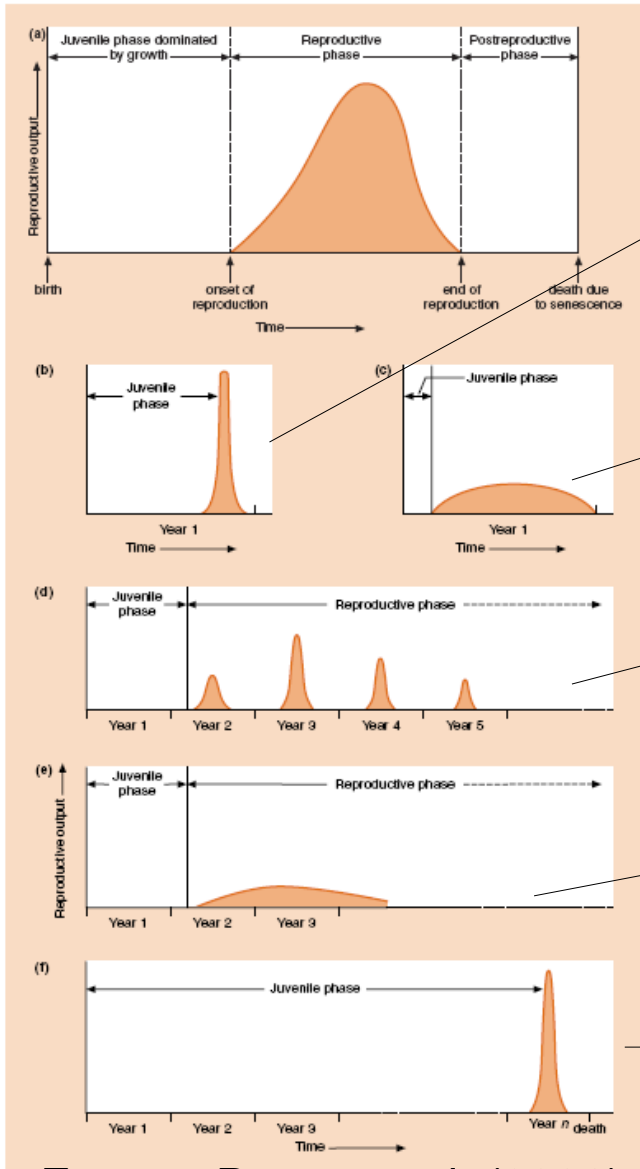 (a)
Juvenile phase dominated
by growth
Reproductive
phase
Postreproductive
phase
Reproductive output
birth
onset of
reproduction
end of
reproduction
death due
to senescence
Time
(b)
Juvenile
phase
Year 1
Time
(c)
Juvenile phase
Year 1
Time
(d)
Juvenile
phase
Reproductive phase
Year 1 Year 2 Year 3 Year 4 Year 5
(e)
Juvenile
phase
Reproductive phase
Reproductive output
Year 1 Year 2 Year 3
(f)
Juvenile phase
Year 1 Year 2 Year 3 Year n death
Time